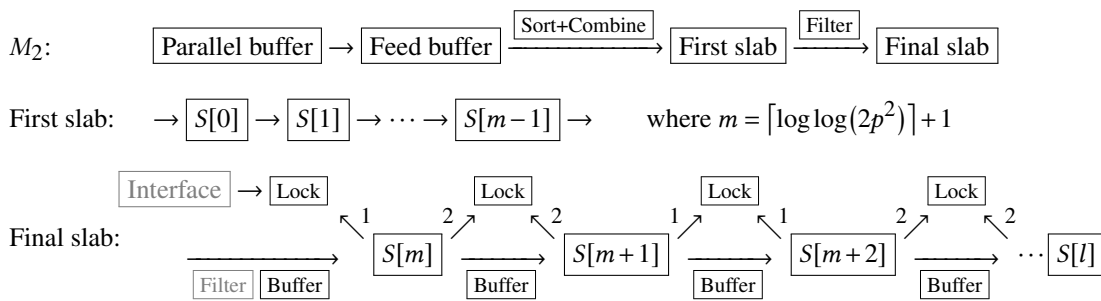 Sort+Combine Filter
M₂: Parallel buffer → Feed buffer → First slab → Final slab
First slab: → S[0] → S[1] → ⋯ → S[m−1] → where m = ⌈log log(2p²)⌉ + 1
Interface → Lock Lock Lock Lock
1 2 2 1 1 2 2
Final slab: S[m] S[m+1] S[m+2] ⋯ S[l]
Filter Buffer Buffer Buffer Buffer